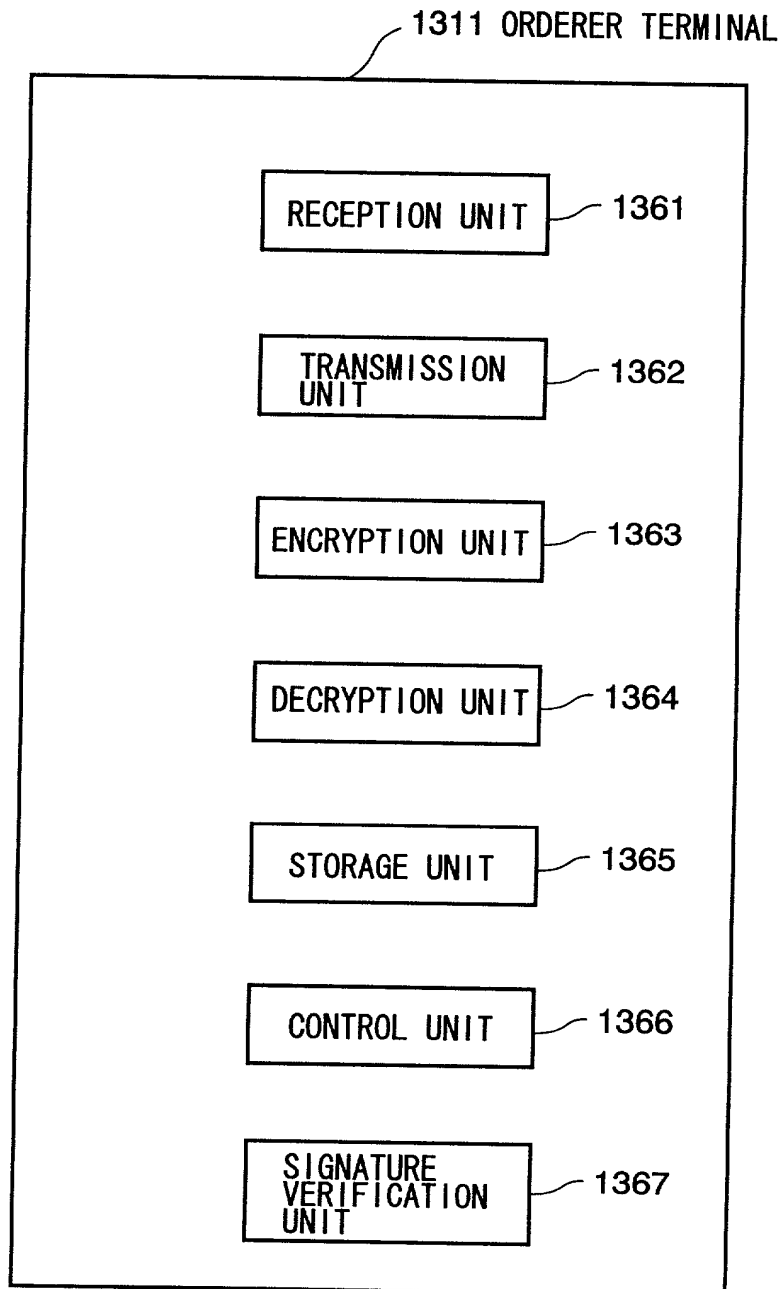 1311 ORDERER TERMINAL
RECEPTION UNIT
1361
TRANSMISSION
UNIT
1362
ENCRYPTION UNIT
1363
DECRYPTION UNIT
1364
STORAGE UNIT
1365
CONTROL UNIT
1366
SIGNATURE
VERIFICATION
UNIT
1367